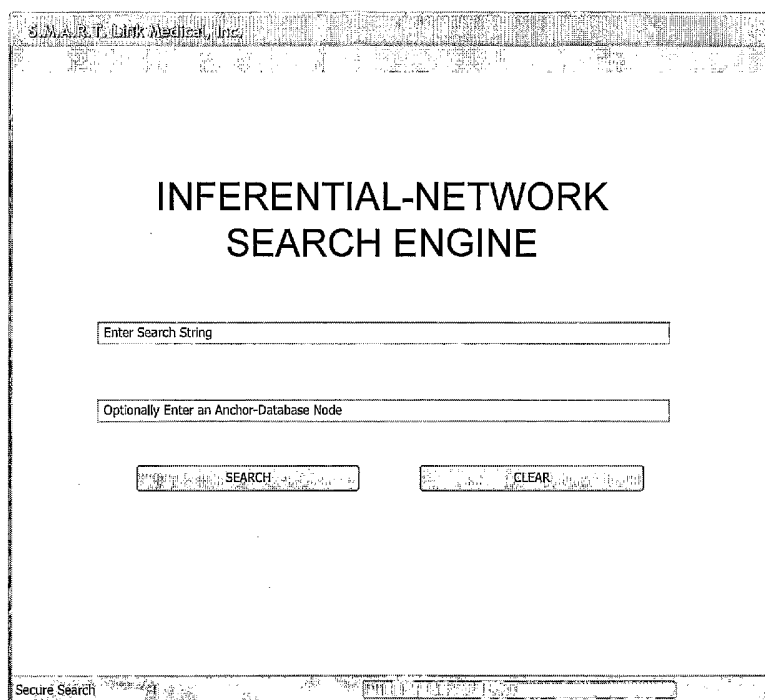 S.M.A.R.T. Link Medical, Inc.
INFERENTIAL-NETWORK
SEARCH ENGINE
Enter Search String
Optionally Enter an Anchor-Database Node
SEARCH CLEAR
Secure Search